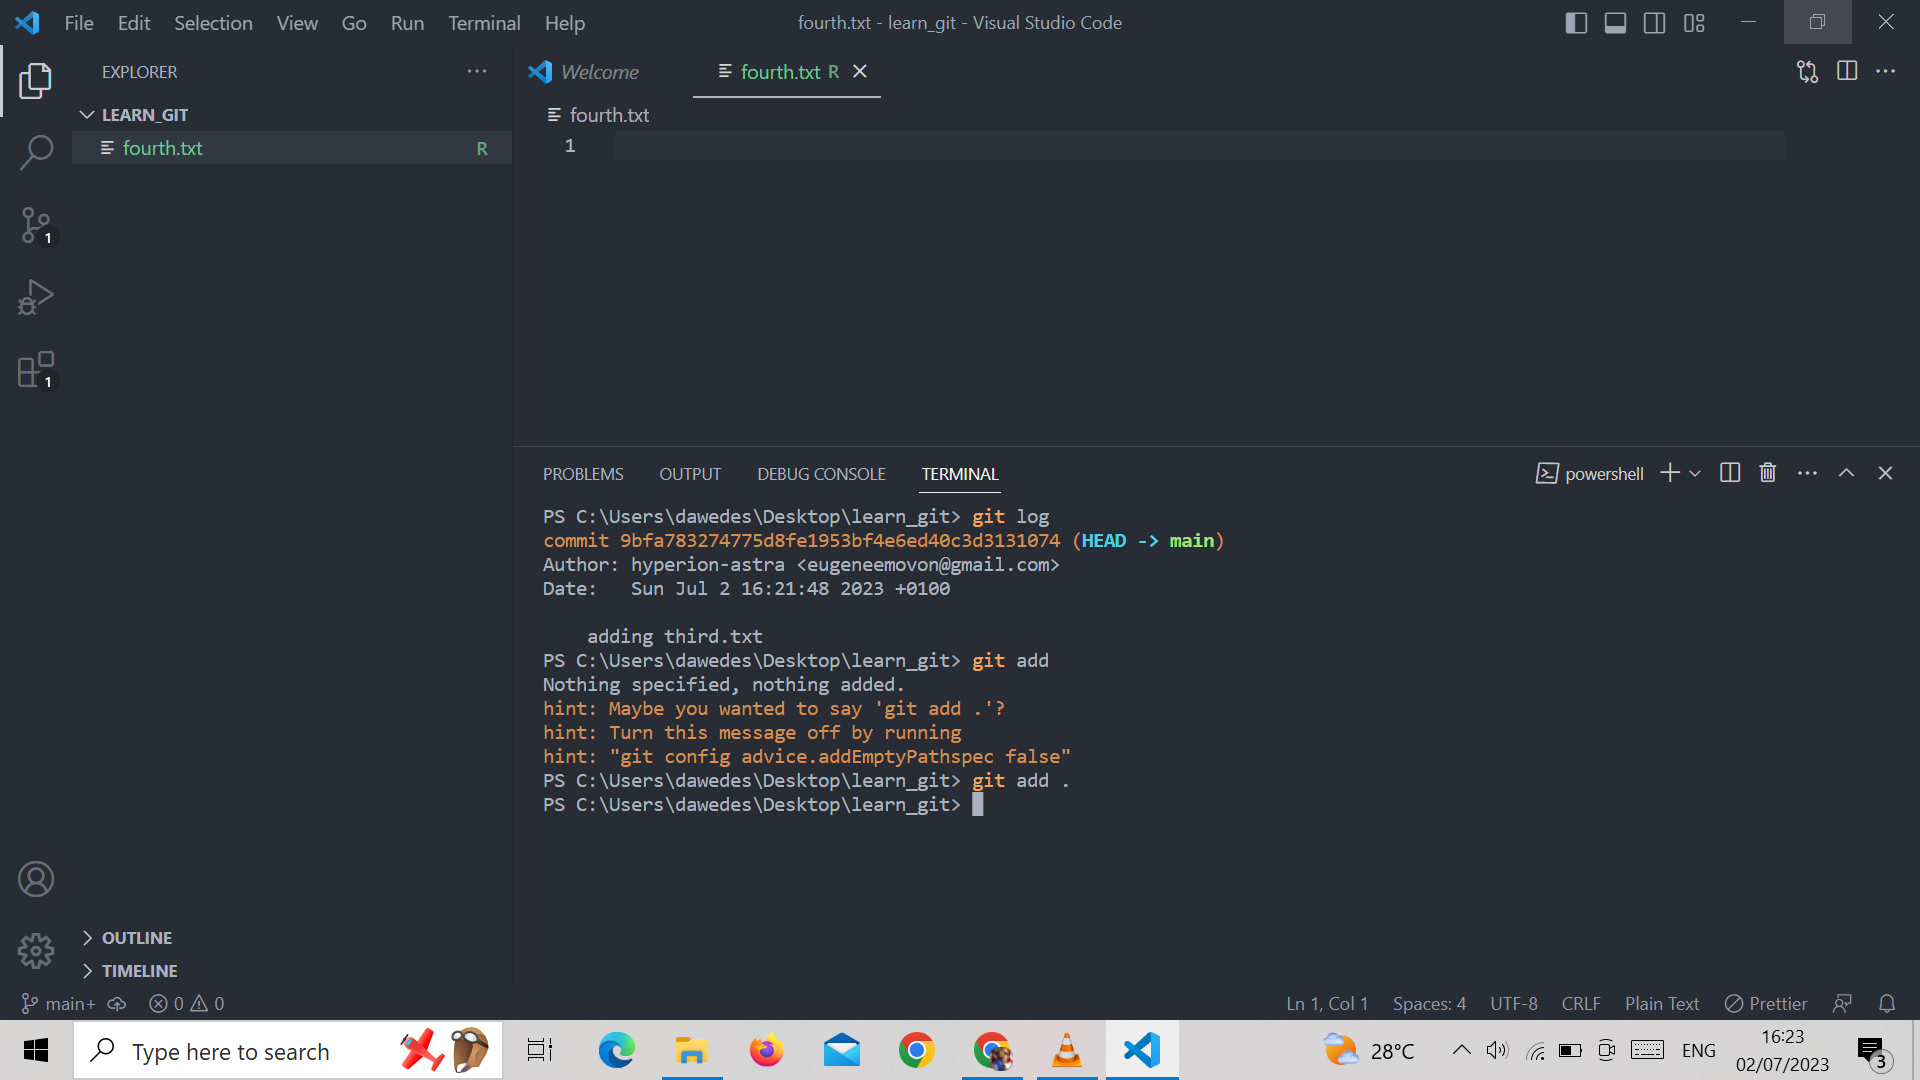 File Edit Selection View Go Run Terminal Help
fourth.txt - learn_git - Visual Studio Code
EXPLORER
Welcome
fourth.txt R
LEARN_GIT
fourth.txt R
fourth.txt
1
1
1
PROBLEMS OUTPUT DEBUG CONSOLE TERMINAL
powershell
PS C:\Users\dawedes\Desktop\learn_git> git log
commit 9bfa783274775d8fe1953bf4e6ed40c3d3131074 (HEAD -> main)
Author: hyperion-astra <eugeneemovon@gmail.com>
Date:   Sun Jul 2 16:21:48 2023 +0100
adding third.txt
PS C:\Users\dawedes\Desktop\learn_git> git add
Nothing specified, nothing added.
hint: Maybe you wanted to say 'git add .'?
hint: Turn this message off by running
hint: "git config advice.addEmptyPathspec false"
PS C:\Users\dawedes\Desktop\learn_git> git add .
PS C:\Users\dawedes\Desktop\learn_git>
OUTLINE
TIMELINE
main+ 0 0
Ln 1, Col 1 Spaces: 4 UTF-8 CRLF Plain Text Prettier
Type here to search
28°C
ENG
16:23
02/07/2023
3